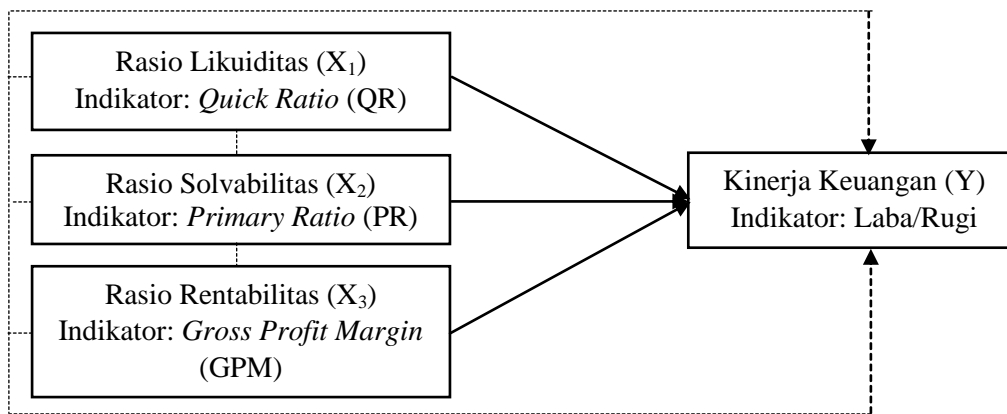 Rasio Likuiditas (X₁)
Indikator: Quick Ratio (QR)
Rasio Solvabilitas (X₂)
Indikator: Primary Ratio (PR)
Rasio Rentabilitas (X₃)
Indikator: Gross Profit Margin
(GPM)
Kinerja Keuangan (Y)
Indikator: Laba/Rugi